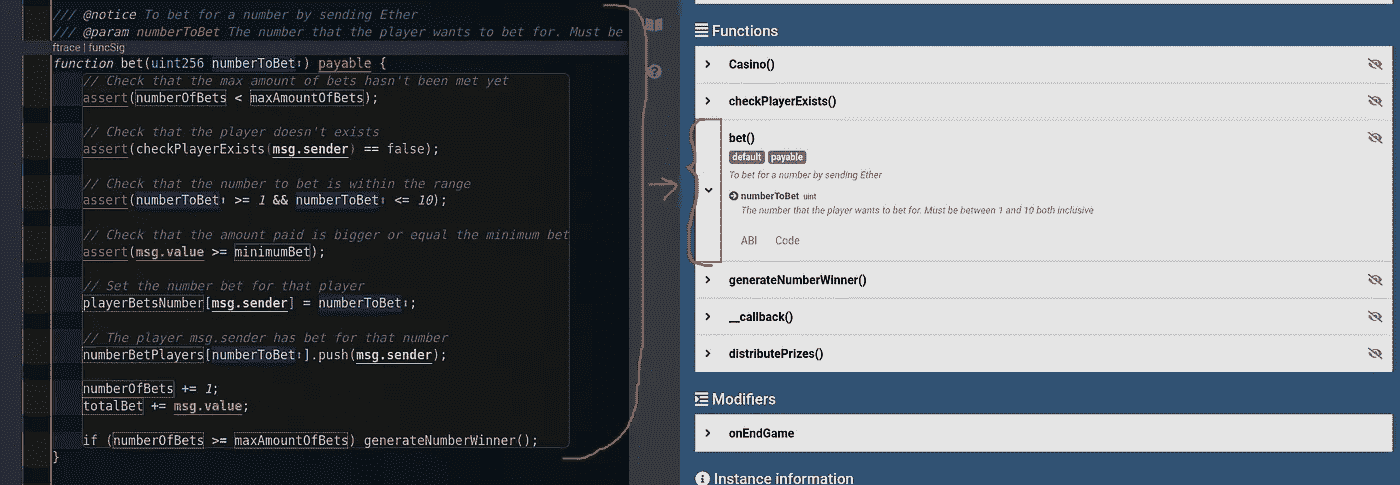 /// @notice To bet for a number by sending Ether
/// @param numberToBet The number that the player wants to bet for. Must be
ftrace | funcSig
function bet(uint256 numberToBet↑) payable {
// Check that the max amount of bets hasn't been met yet
assert(numberOfBets < maxAmountOfBets);
// Check that the player doesn't exists
assert(checkPlayerExists(msg.sender) == false);
// Check that the number to bet is within the range
assert(numberToBet↑ >= 1 && numberToBet↑ <= 10);
// Check that the amount paid is bigger or equal the minimum bet
assert(msg.value >= minimumBet);
// Set the number bet for that player
playerBetsNumber[msg.sender] = numberToBet↑;
// The player msg.sender has bet for that number
numberBetPlayers[numberToBet↑].push(msg.sender);
numberOfBets += 1;
totalBet += msg.value;
if (numberOfBets >= maxAmountOfBets) generateNumberWinner();
}
Functions
Casino()
checkPlayerExists()
bet()
default payable
To bet for a number by sending Ether
numberToBet uint
The number that the player wants to bet for. Must be between 1 and 10 both inclusive
ABI Code
generateNumberWinner()
__callback()
distributePrizes()
Modifiers
onEndGame
Instance information